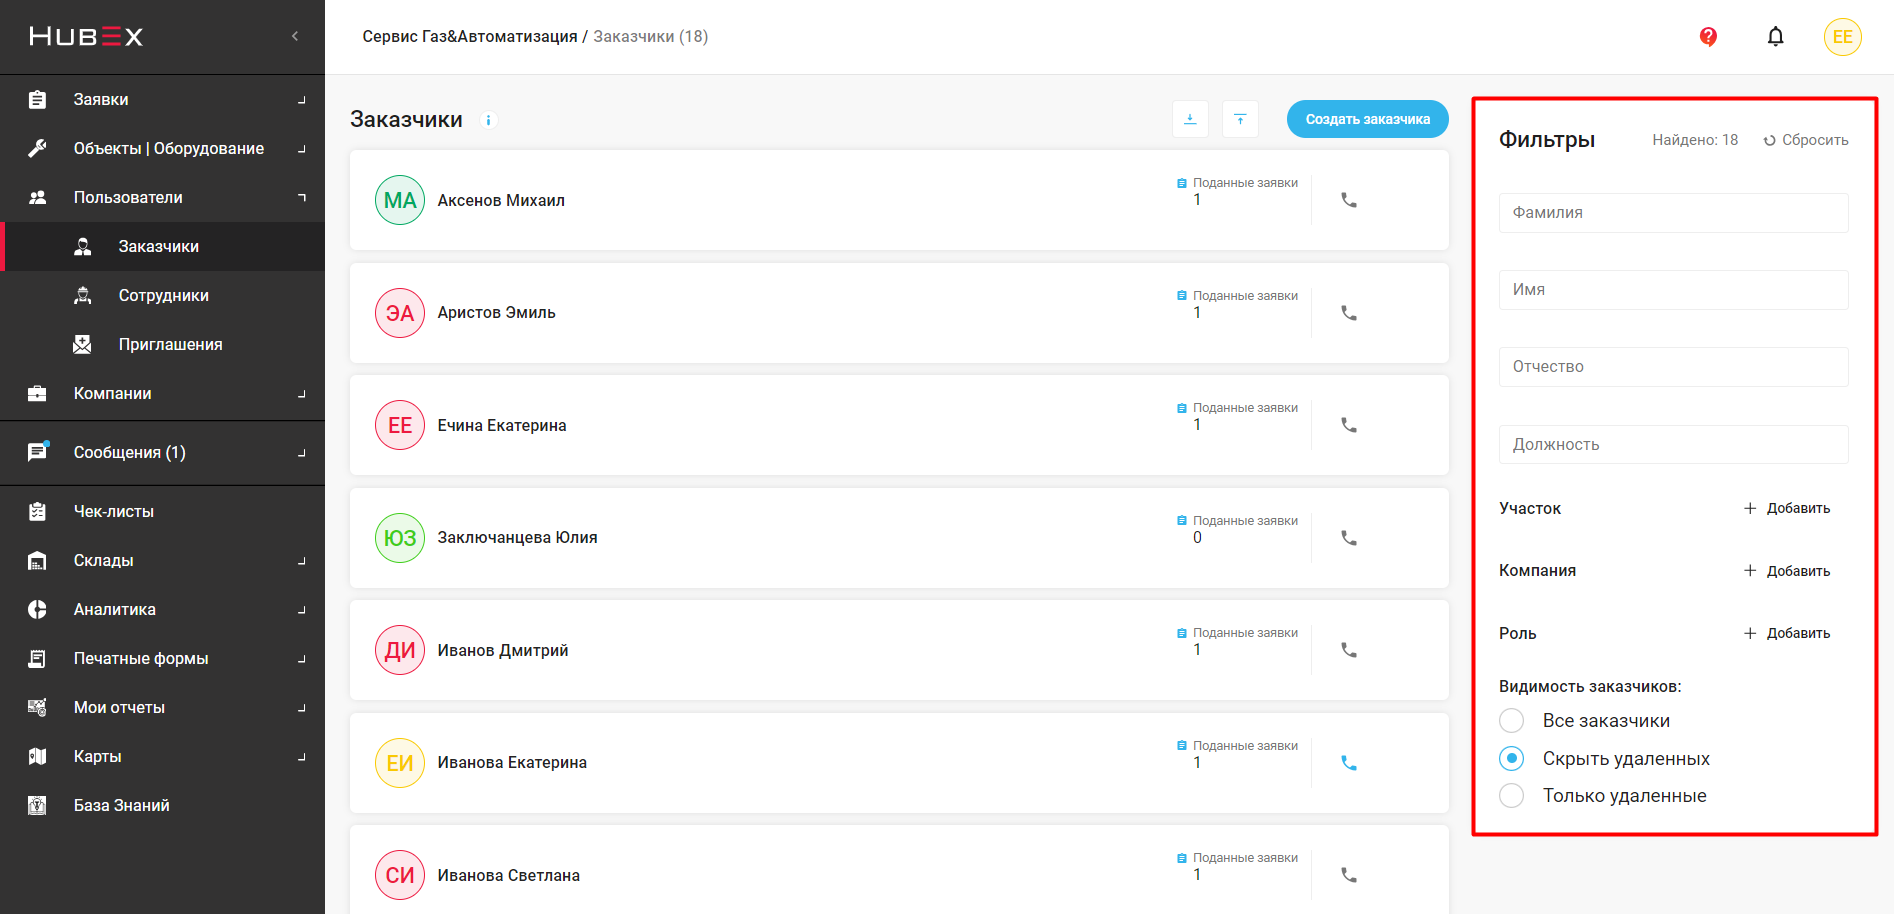 HUBEX
Заявки
Объекты | Оборудование
Пользователи
Заказчики
Сотрудники
Приглашения
Компании
Сообщения (1)
Чек-листы
Склады
Аналитика
Печатные формы
Мои отчеты
Карты
База Знаний
Сервис Газ&Автоматизация / Заказчики (18)
?
ЕЕ
Заказчики i
Создать заказчика
МА Аксенов Михаил
Поданные заявки
1
ЭА Аристов Эмиль
Поданные заявки
1
ЕЕ Ечина Екатерина
Поданные заявки
1
ЮЗ Заключанцева Юлия
Поданные заявки
0
ДИ Иванов Дмитрий
Поданные заявки
1
ЕИ Иванова Екатерина
Поданные заявки
1
СИ Иванова Светлана
Поданные заявки
1
Фильтры Найдено: 18 Сбросить
Фамилия
Имя
Отчество
Должность
Участок + Добавить
Компания + Добавить
Роль + Добавить
Видимость заказчиков:
Все заказчики
Скрыть удаленных
Только удаленные